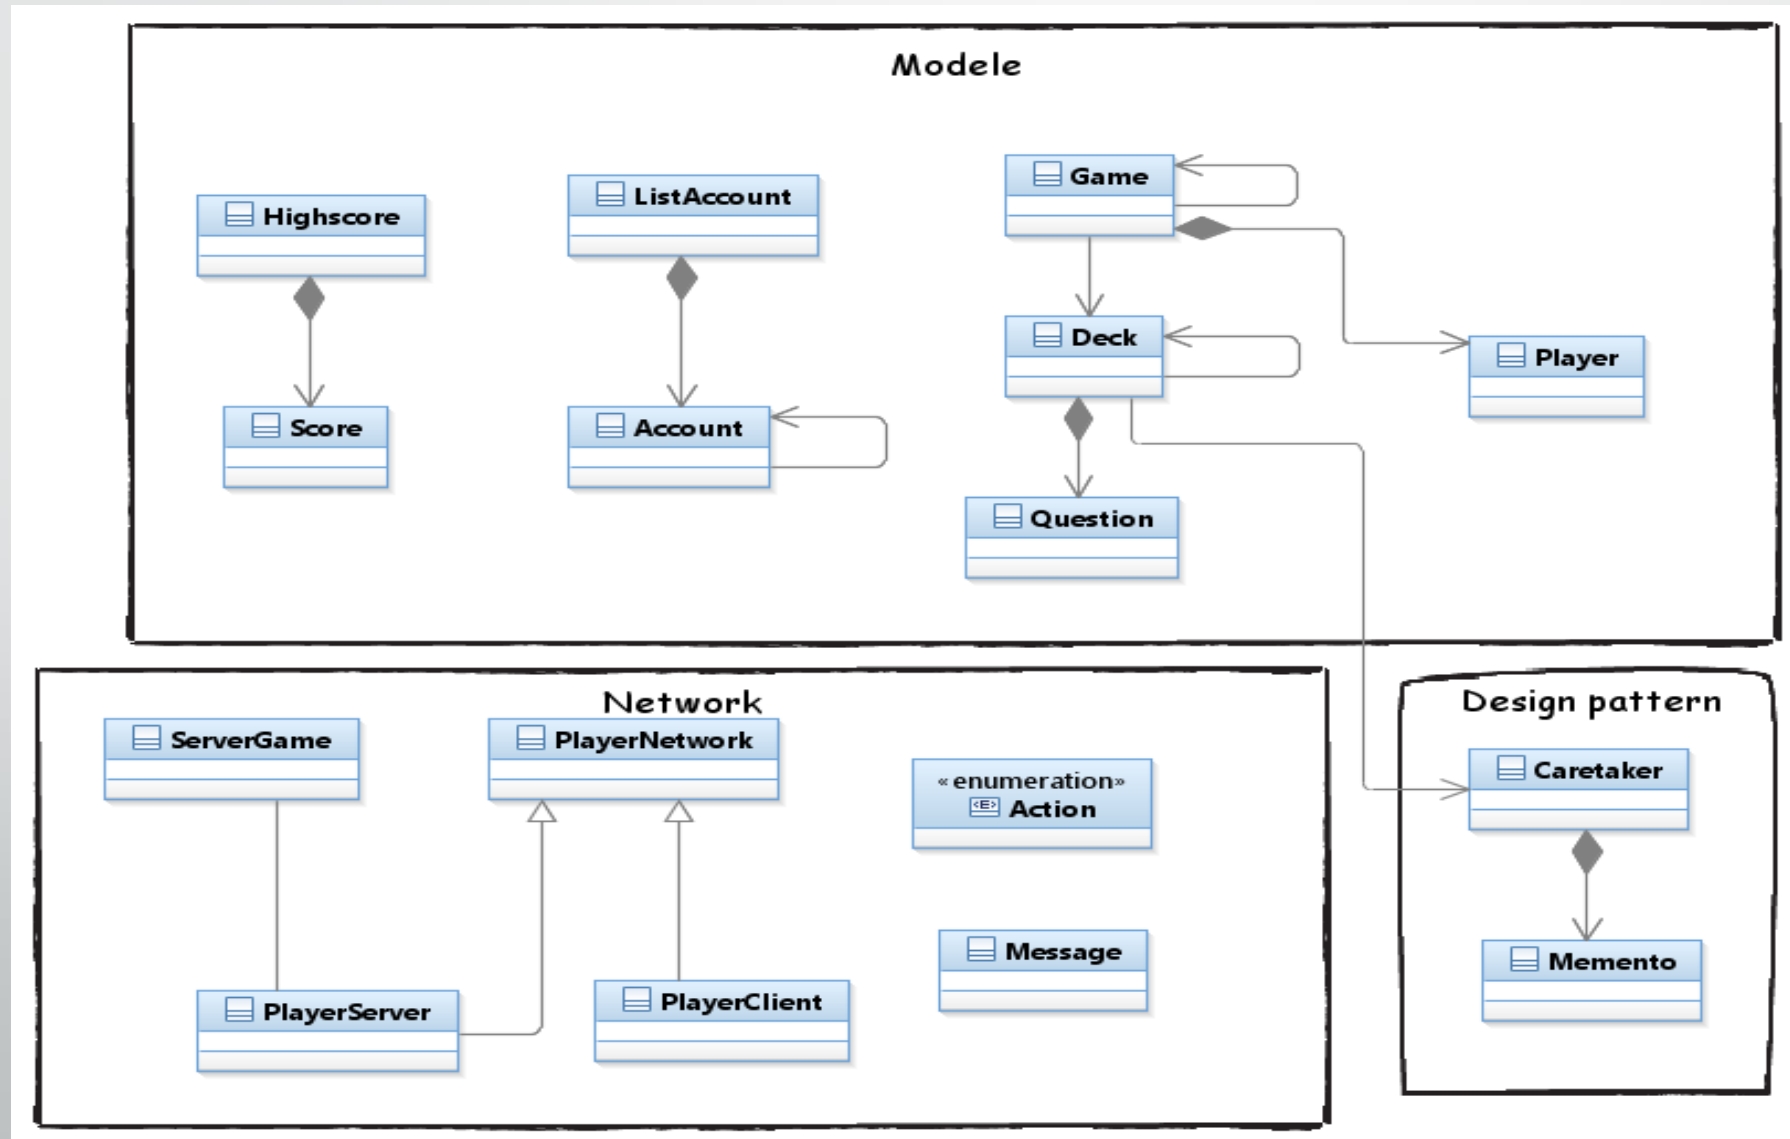 Modele
Highscore
ListAccount
Game
Deck
Player
Score
Account
Question
Network
ServerGame
PlayerNetwork
«enumeration»
<E> Action
Message
PlayerServer
PlayerClient
Design pattern
Caretaker
Memento